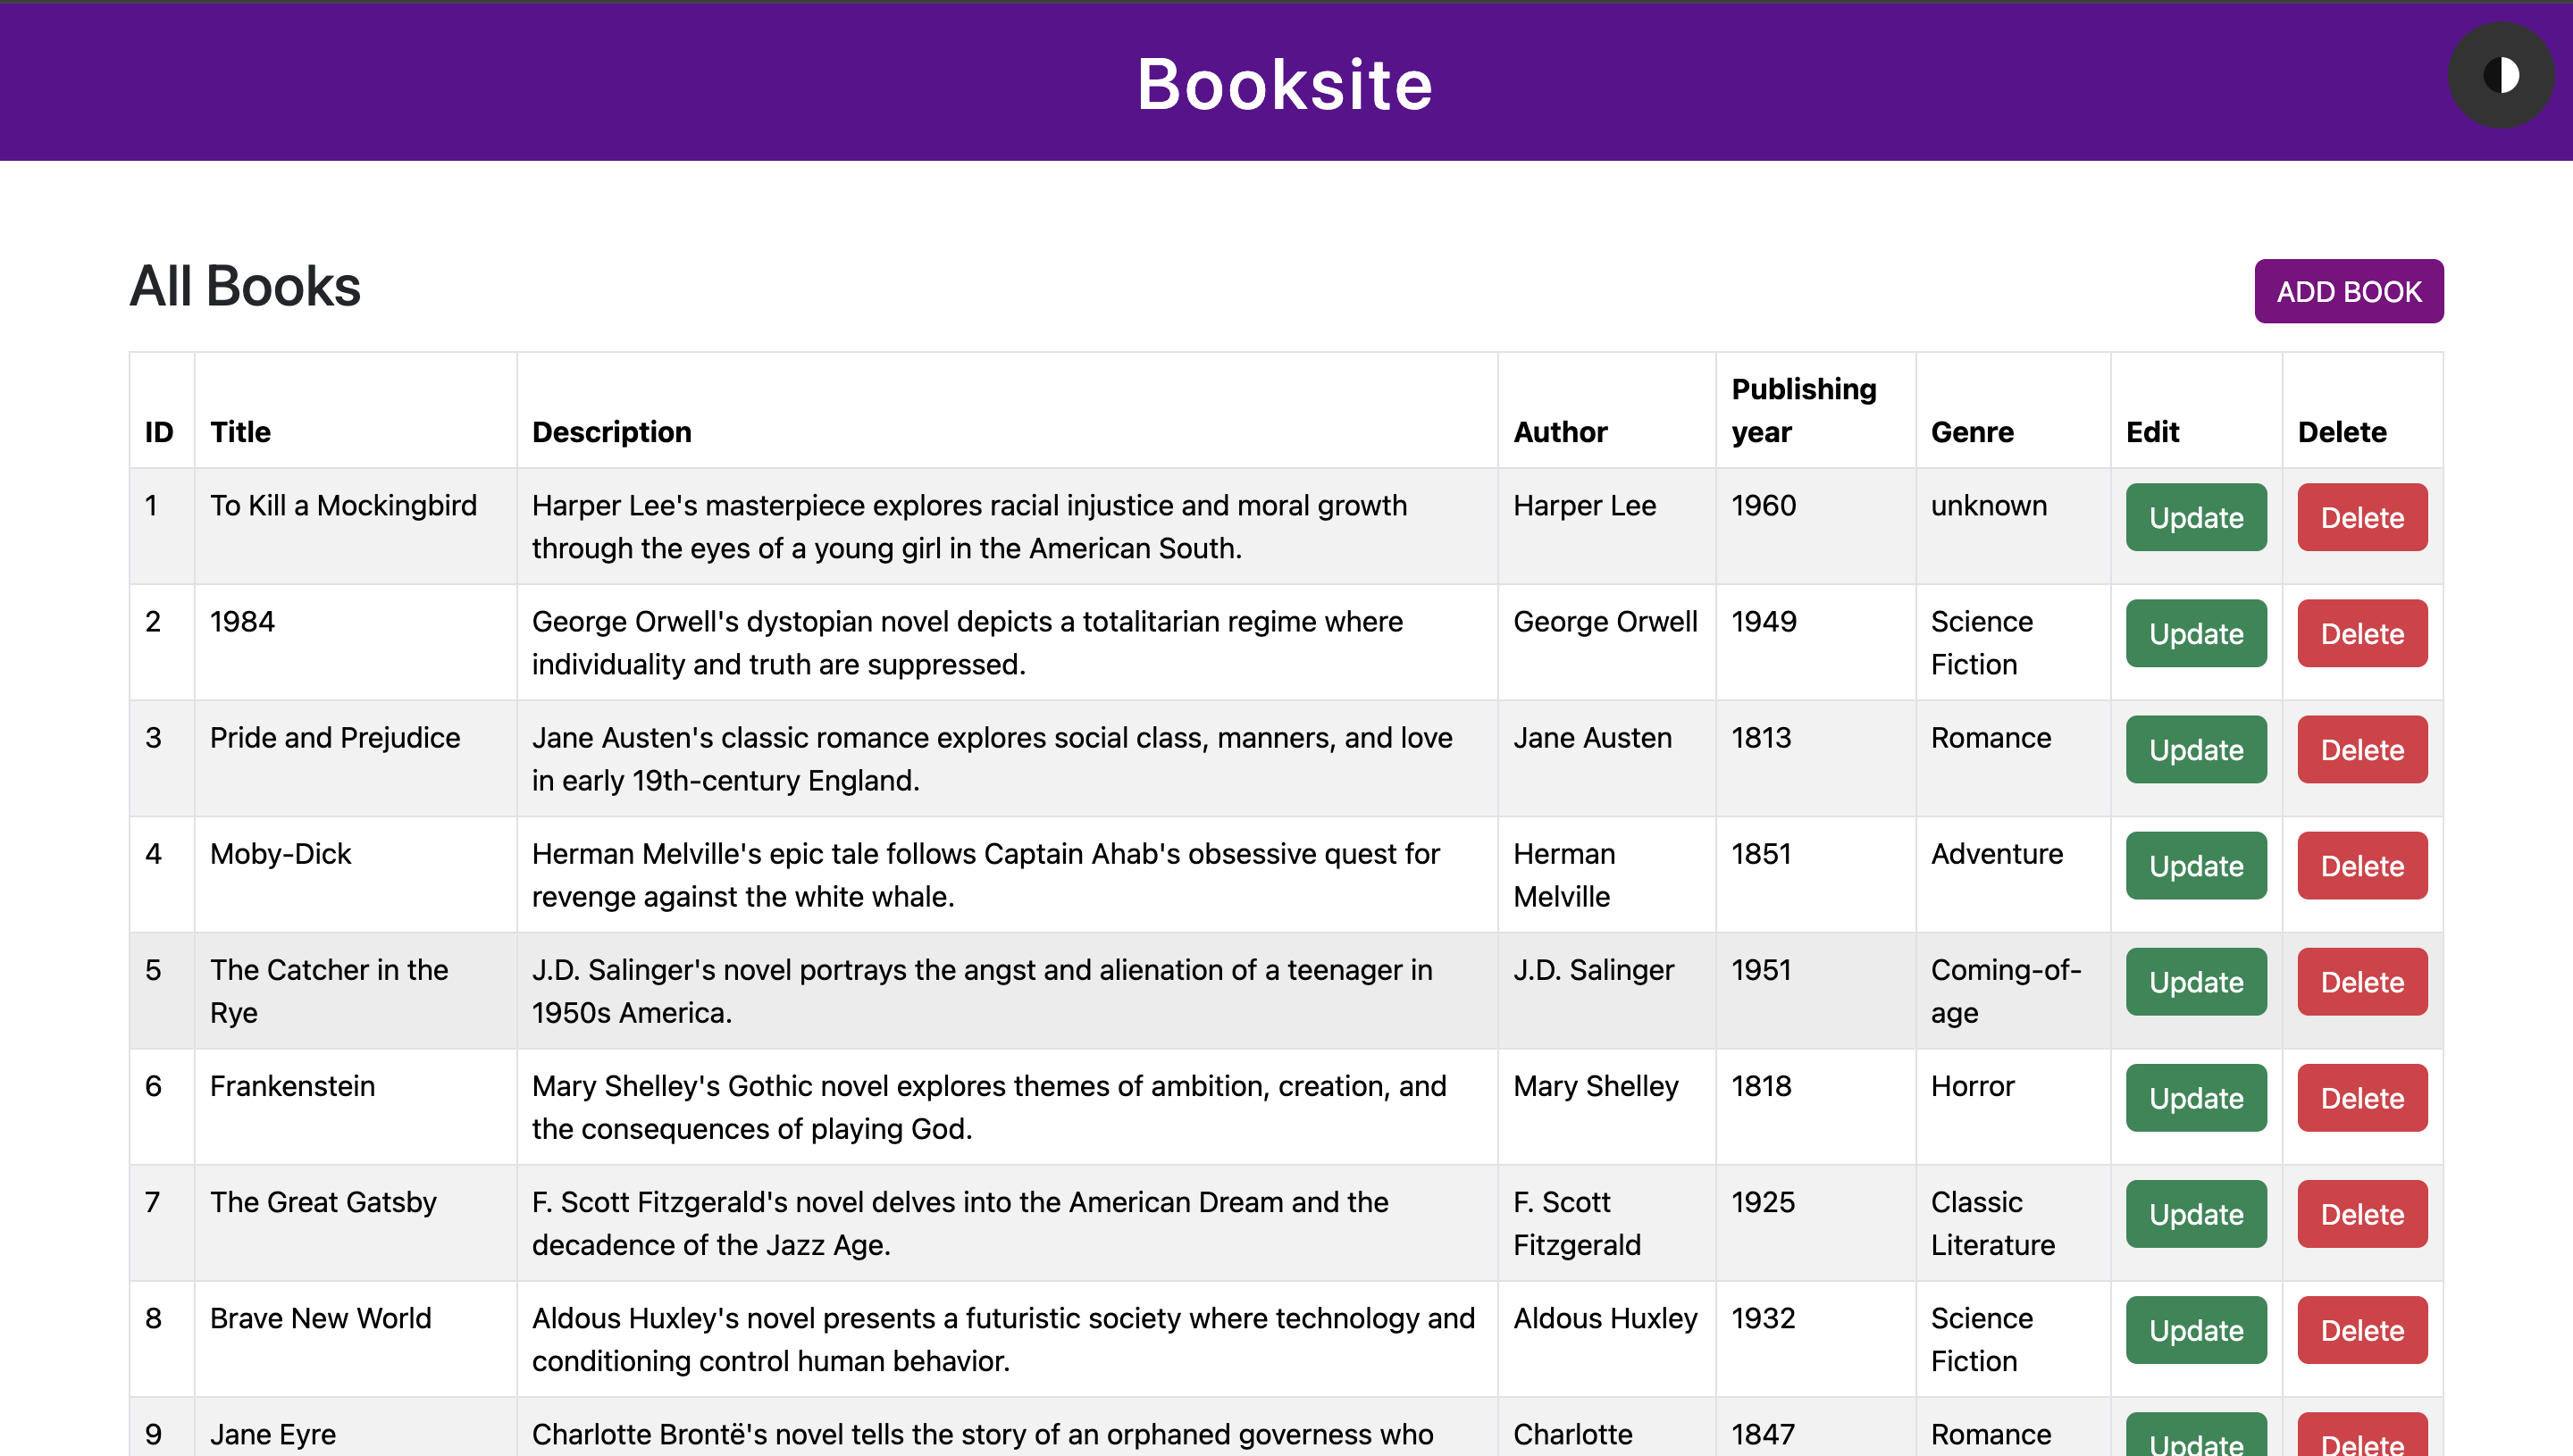 Booksite
All Books
ADD BOOK
ID Title Description Author Publishing year Genre Edit Delete
1 To Kill a Mockingbird Harper Lee's masterpiece explores racial injustice and moral growth Harper Lee 1960 unknown Update Delete
through the eyes of a young girl in the American South.
2 1984 George Orwell's dystopian novel depicts a totalitarian regime where George Orwell 1949 Science Update Delete
individuality and truth are suppressed. Fiction
3 Pride and Prejudice Jane Austen's classic romance explores social class, manners, and love Jane Austen 1813 Romance Update Delete
in early 19th-century England.
4 Moby-Dick Herman Melville's epic tale follows Captain Ahab's obsessive quest for Herman 1851 Adventure Update Delete
revenge against the white whale. Melville
5 The Catcher in the J.D. Salinger's novel portrays the angst and alienation of a teenager in J.D. Salinger 1951 Coming-of- Update Delete
Rye 1950s America. age
6 Frankenstein Mary Shelley's Gothic novel explores themes of ambition, creation, and Mary Shelley 1818 Horror Update Delete
the consequences of playing God.
7 The Great Gatsby F. Scott Fitzgerald's novel delves into the American Dream and the F. Scott 1925 Classic Update Delete
decadence of the Jazz Age. Fitzgerald Literature
8 Brave New World Aldous Huxley's novel presents a futuristic society where technology and Aldous Huxley 1932 Science Update Delete
conditioning control human behavior. Fiction
9 Jane Eyre Charlotte Brontë's novel tells the story of an orphaned governess who Charlotte 1847 Romance Update Delete